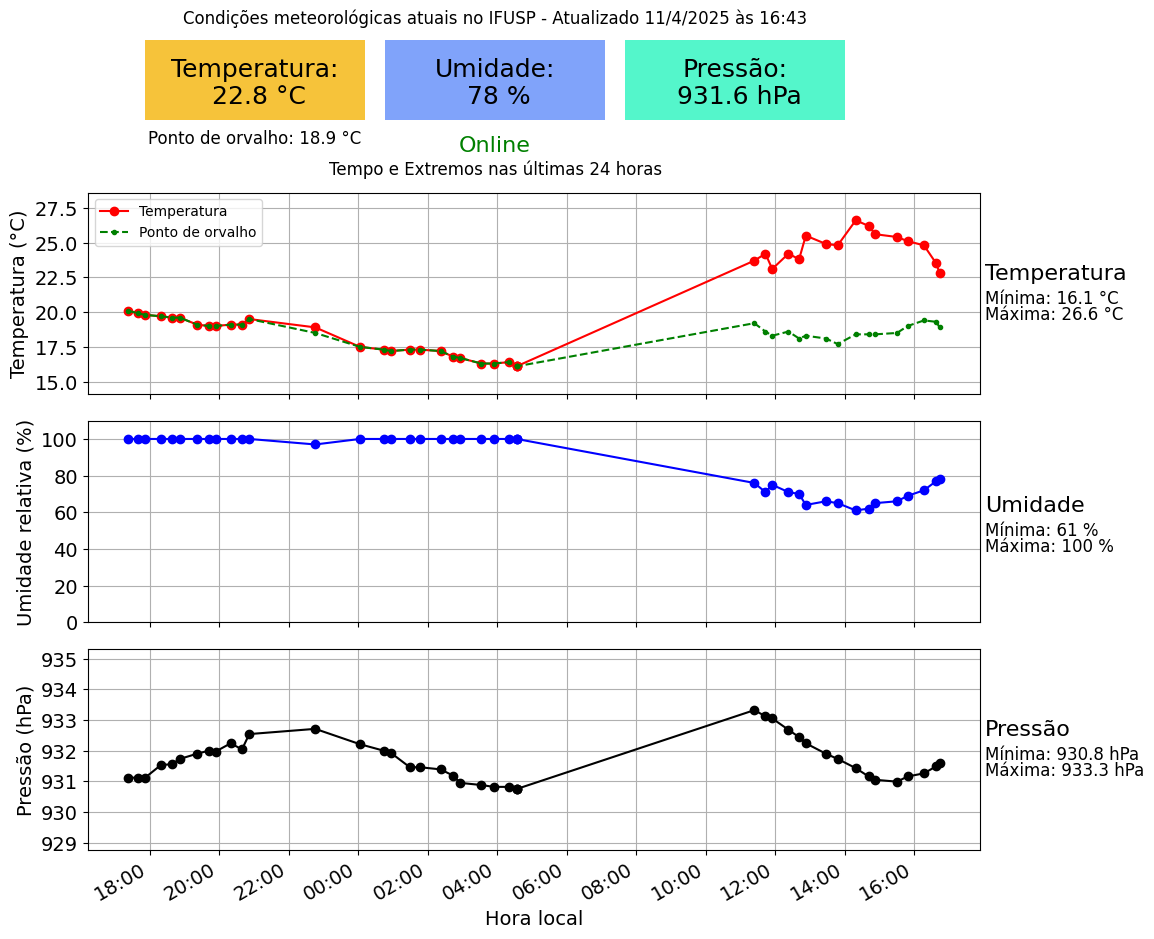 Condições meteorológicas atuais no IFUSP - Atualizado 11/4/2025 às 16:43
Temperatura:
22.8 °C
Umidade:
78 %
Pressão:
931.6 hPa
Ponto de orvalho: 18.9 °C
Online
Tempo e Extremos nas últimas 24 horas
Temperatura (°C)
27.5
25.0
22.5
20.0
17.5
15.0
Temperatura
Ponto de orvalho
Temperatura
Mínima: 16.1 °C
Máxima: 26.6 °C
Umidade relativa (%)
100
80
60
40
20
0
Umidade
Mínima: 61 %
Máxima: 100 %
Pressão (hPa)
935
934
933
932
931
930
929
Pressão
Mínima: 930.8 hPa
Máxima: 933.3 hPa
18:00 20:00 22:00 00:00 02:00 04:00 06:00 08:00 10:00 12:00 14:00 16:00
Hora local